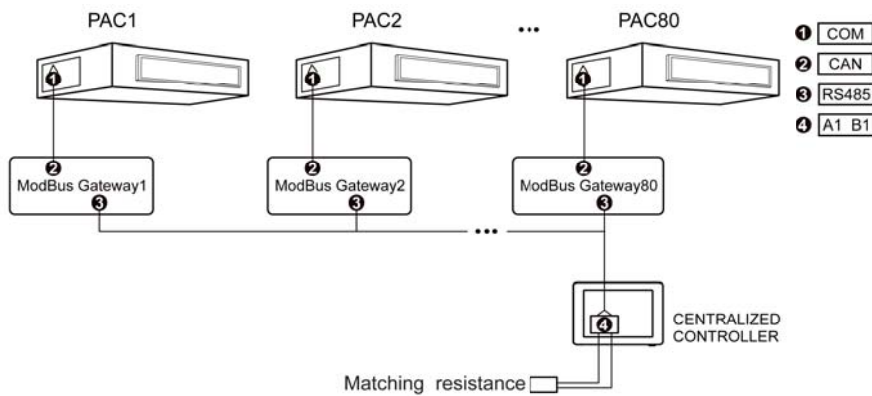 PAC1
PAC2
...
PAC80
1 COM
2 CAN
3 RS485
4 A1 B1
1
1
1
2
2
2
ModBus Gateway1
ModBus Gateway2
ModBus Gateway80
3
3
3
...
4
CENTRALIZED
CONTROLLER
Matching resistance